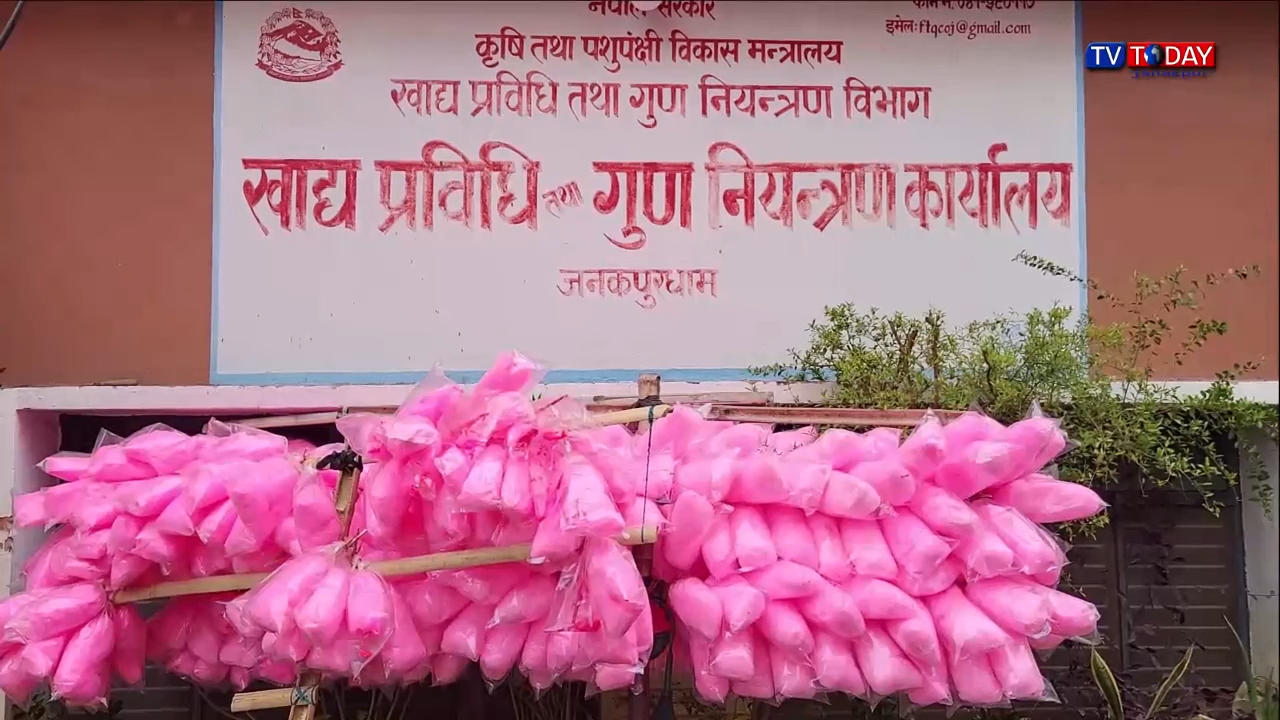 नेपाल सरकार
इमेल:ftqcoj@gmail.com
कृषि तथा पशुपंक्षी विकास मन्त्रालय
खाद्य प्रविधि तथा गुण नियन्त्रण विभाग
खाद्य प्रविधि तथा गुण नियन्त्रण कार्यालय
जनकपुरधाम
TV TODAY